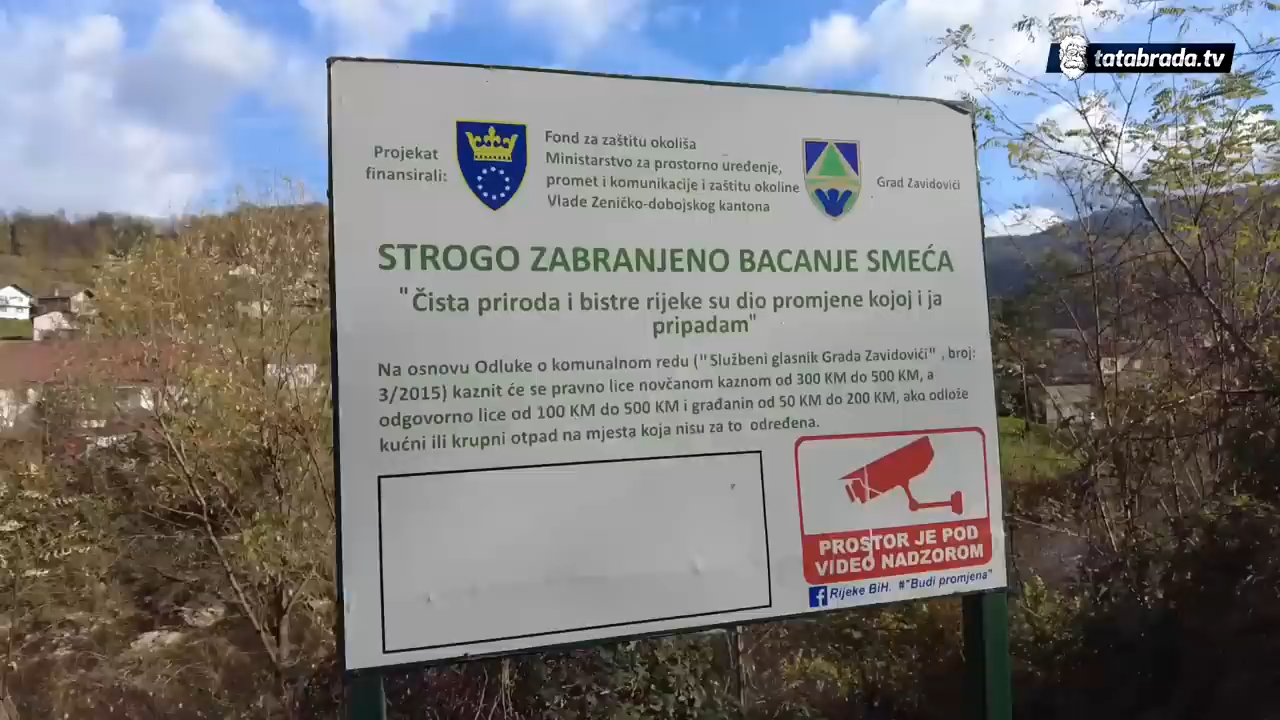 tatabrada.tv
Projekat
finansirali:
Fond za zaštitu okoliša
Ministarstvo za prostorno uređenje,
promet i komunikacije i zaštitu okoline
Vlade Zeničko-dobojskog kantona
Grad Zavidovići
STROGO ZABRANJENO BACANJE SMEĆA
"Čista priroda i bistre rijeke su dio promjene kojoj i ja
pripadam"
Na osnovu Odluke o komunalnom redu ("Službeni glasnik Grada Zavidovići" , broj:
3/2015) kaznit će se pravno lice novčanom kaznom od 300 KM do 500 KM, a
odgovorno lice od 100 KM do 500 KM i građanin od 50 KM do 200 KM, ako odlože
kućni ili krupni otpad na mjesta koja nisu za to određena.
PROSTOR JE POD
VIDEO NADZOROM
Rijeke BiH. #"Budi promjena"